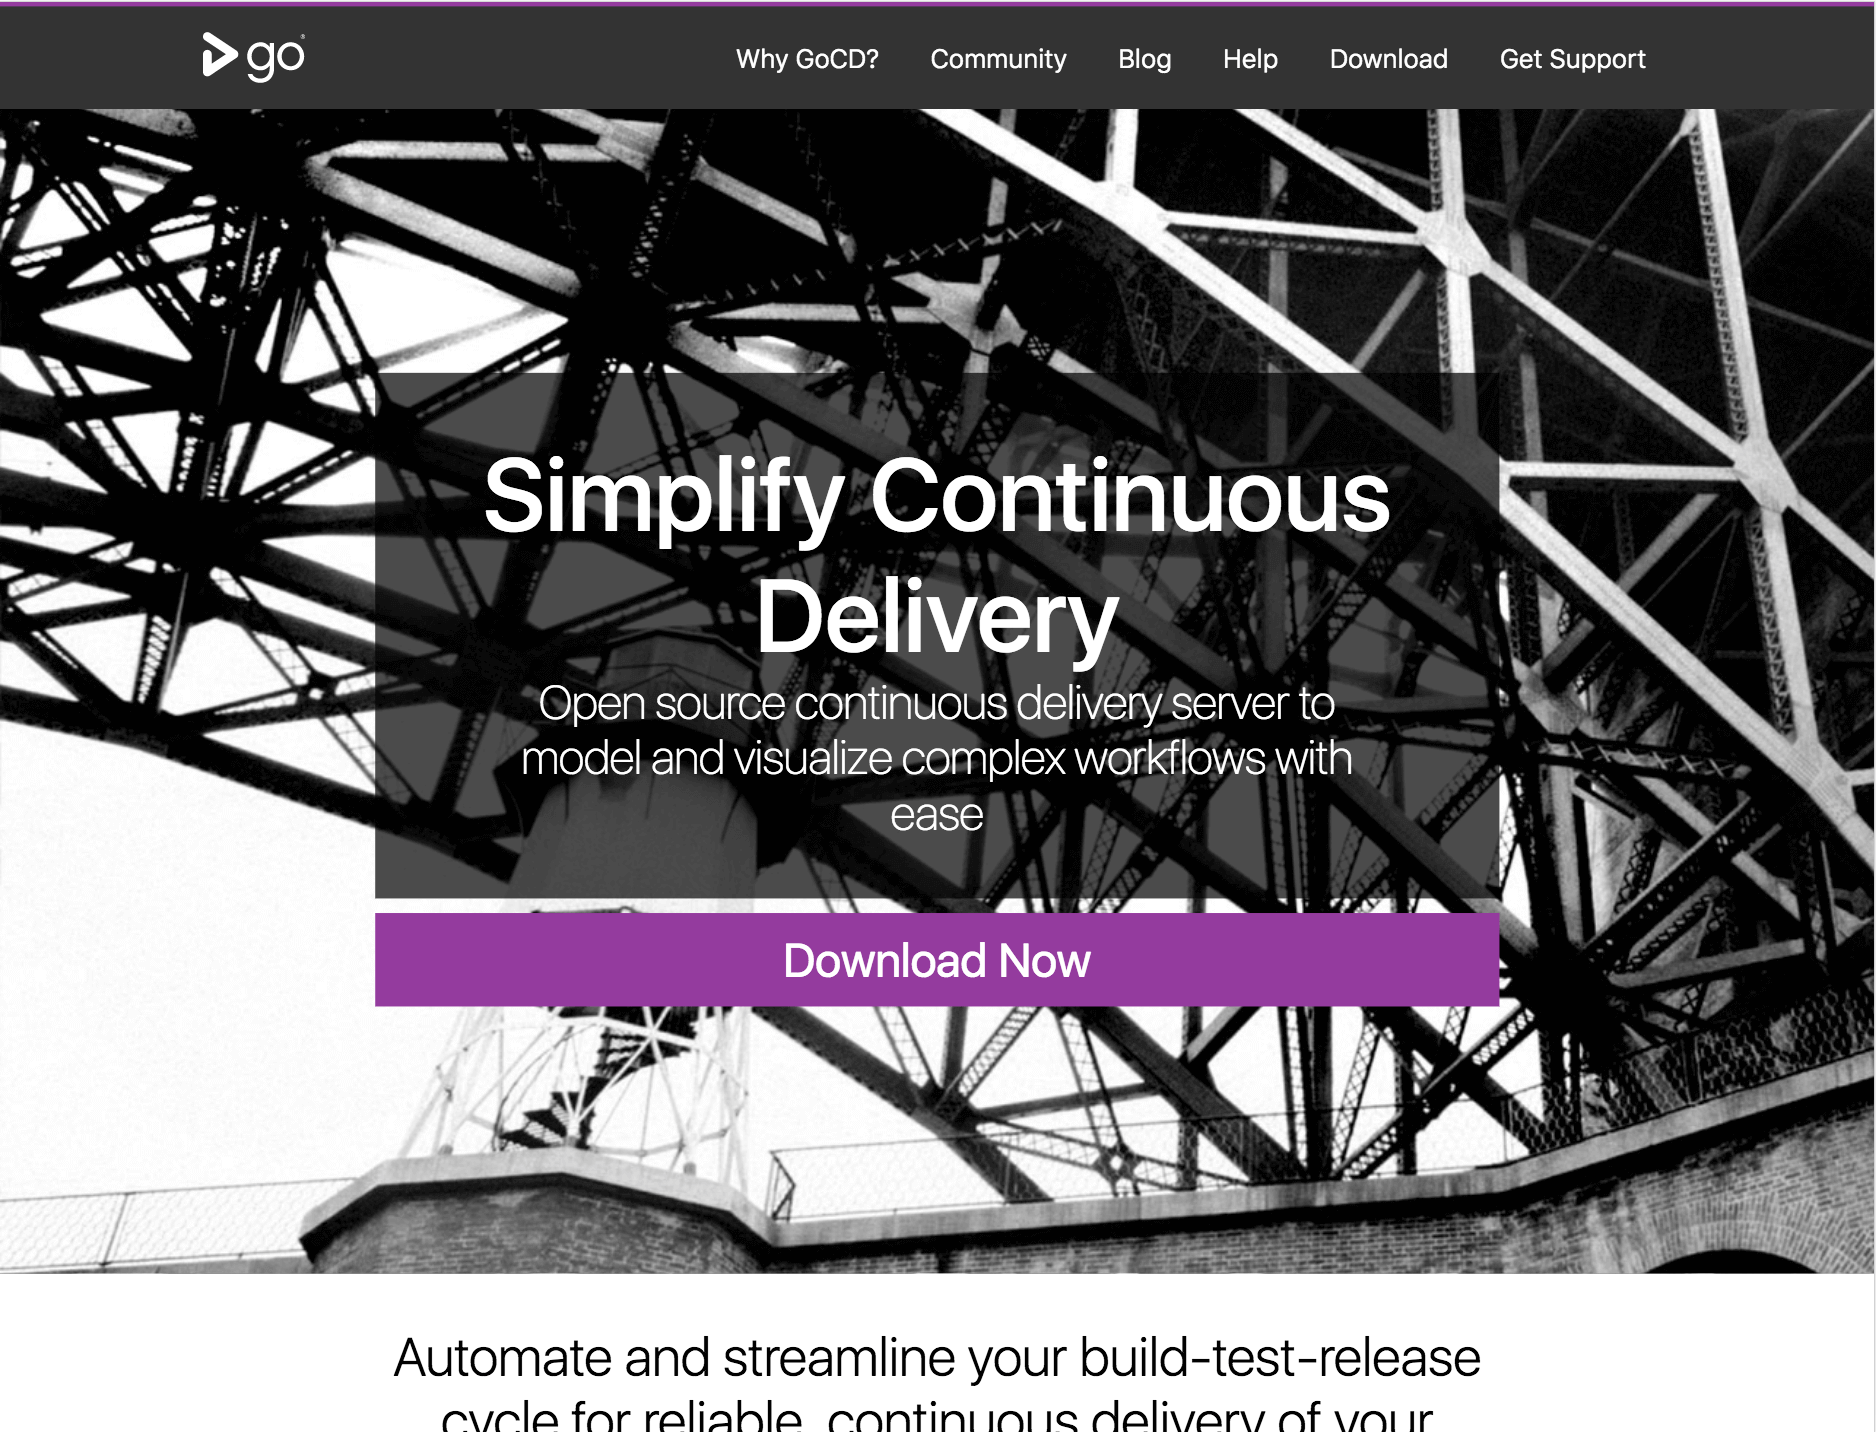 go
Why GoCD?
Community
Blog
Help
Download
Get Support
Simplify Continuous
Delivery
Open source continuous delivery server to
model and visualize complex workflows with
ease
Download Now
Automate and streamline your build-test-release
cycle for reliable, continuous delivery of your